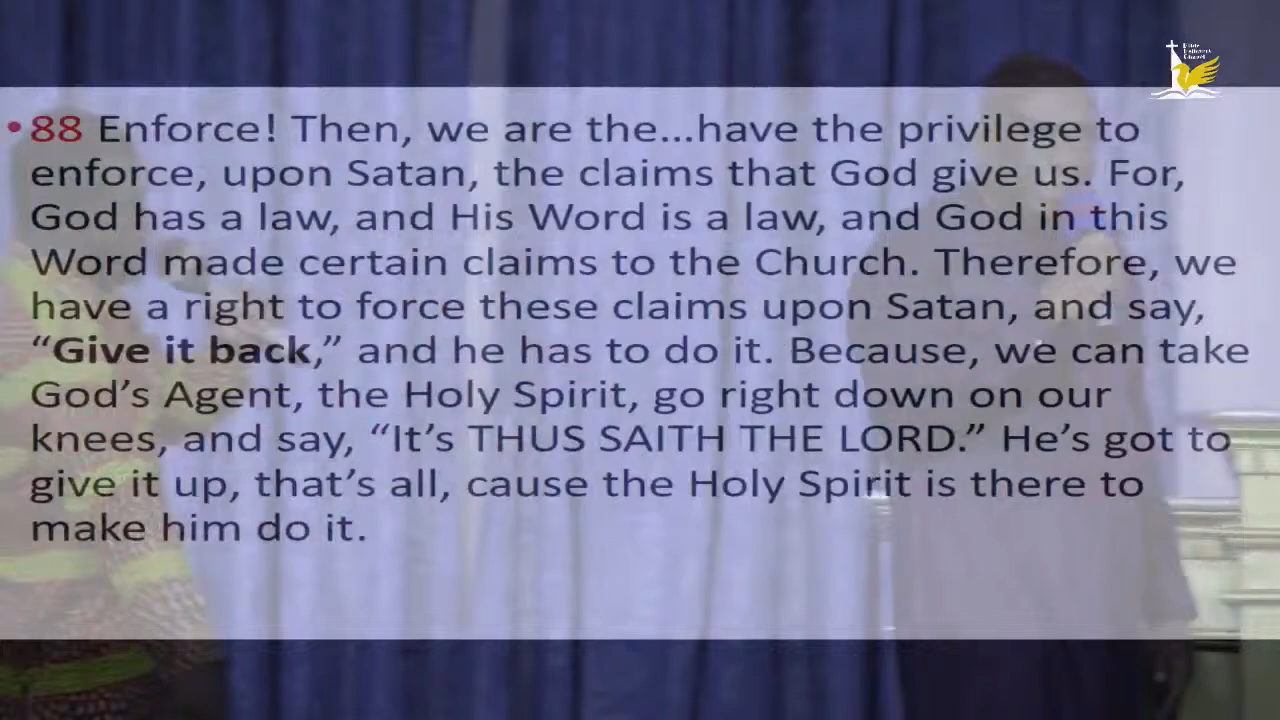 Bible
Believers
• 88 Enforce! Then, we are the...have the privilege to
enforce, upon Satan, the claims that God give us. For,
God has a law, and His Word is a law, and God in this
Word made certain claims to the Church. Therefore, we
have a right to force these claims upon Satan, and say,
“Give it back,” and he has to do it. Because, we can take
God’s Agent, the Holy Spirit, go right down on our
knees, and say, “It’s THUS SAITH THE LORD.” He’s got to
give it up, that’s all, cause the Holy Spirit is there to
make him do it.